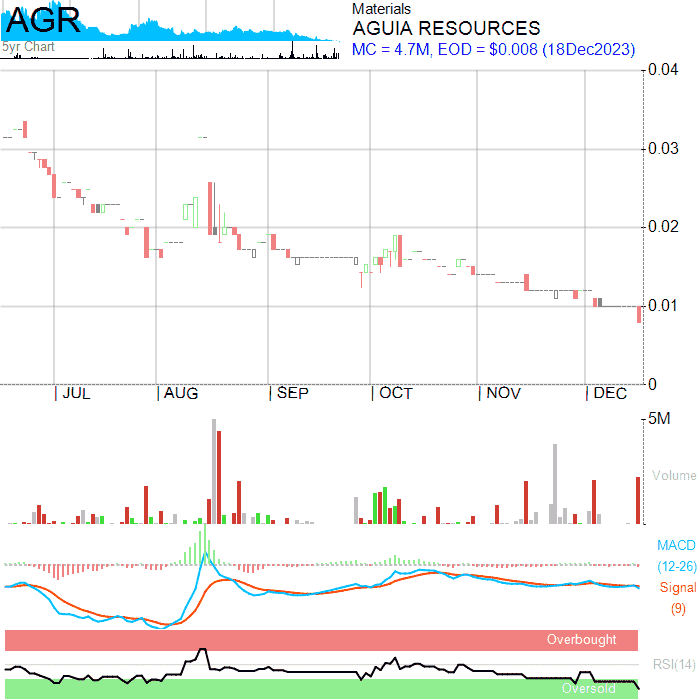 AGR
5yr Chart
Materials
AGUIA RESOURCES
MC = 4.7M, EOD = $0.008 (18Dec2023)
0.04
0.03
0.02
0.01
0
JUL
AUG
SEP
OCT
NOV
DEC
5M
Volume
MACD
(12-26)
Signal
(9)
Overbought
RSI(14)
Oversold